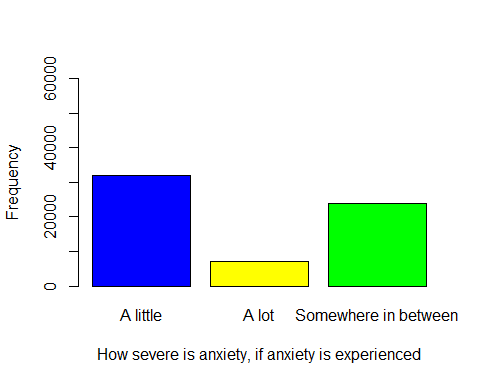 60000
40000
20000
0
Frequency
A little
A lot
Somewhere in between
How severe is anxiety, if anxiety is experienced